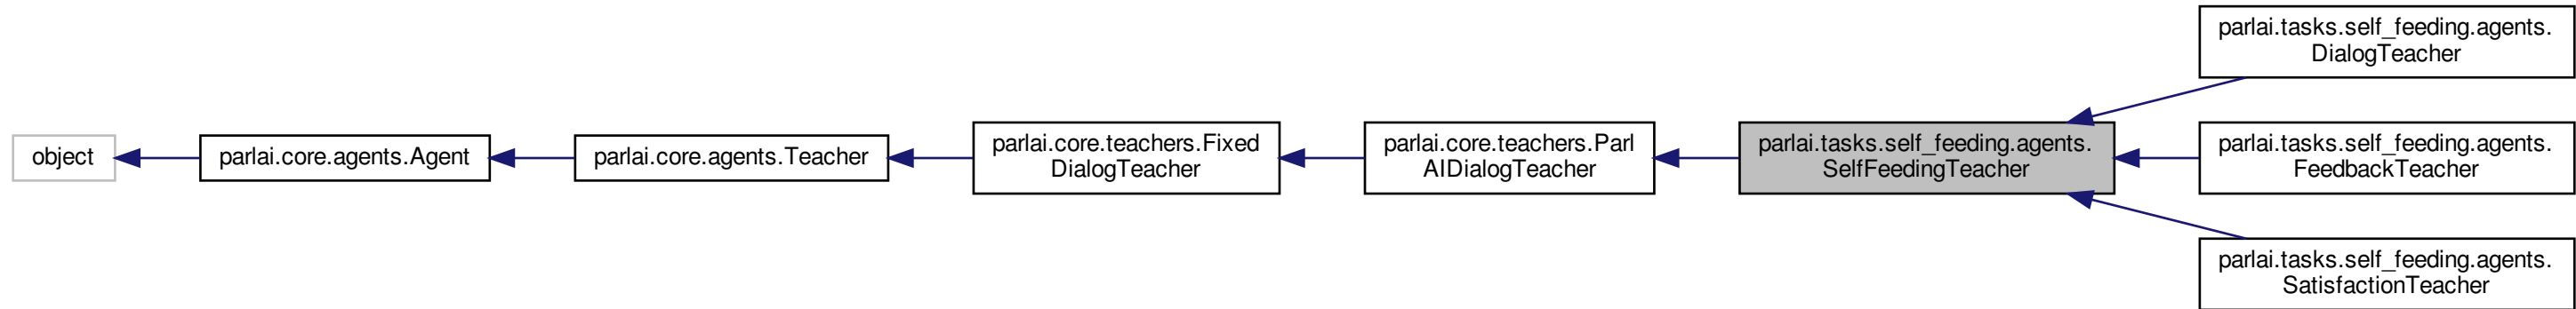 object
parlai.core.agents.Agent
parlai.core.agents.Teacher
parlai.core.teachers.Fixed
DialogTeacher
parlai.core.teachers.Parl
AIDialogTeacher
parlai.tasks.self_feeding.agents.
SelfFeedingTeacher
parlai.tasks.self_feeding.agents.
DialogTeacher
parlai.tasks.self_feeding.agents.
FeedbackTeacher
parlai.tasks.self_feeding.agents.
SatisfactionTeacher